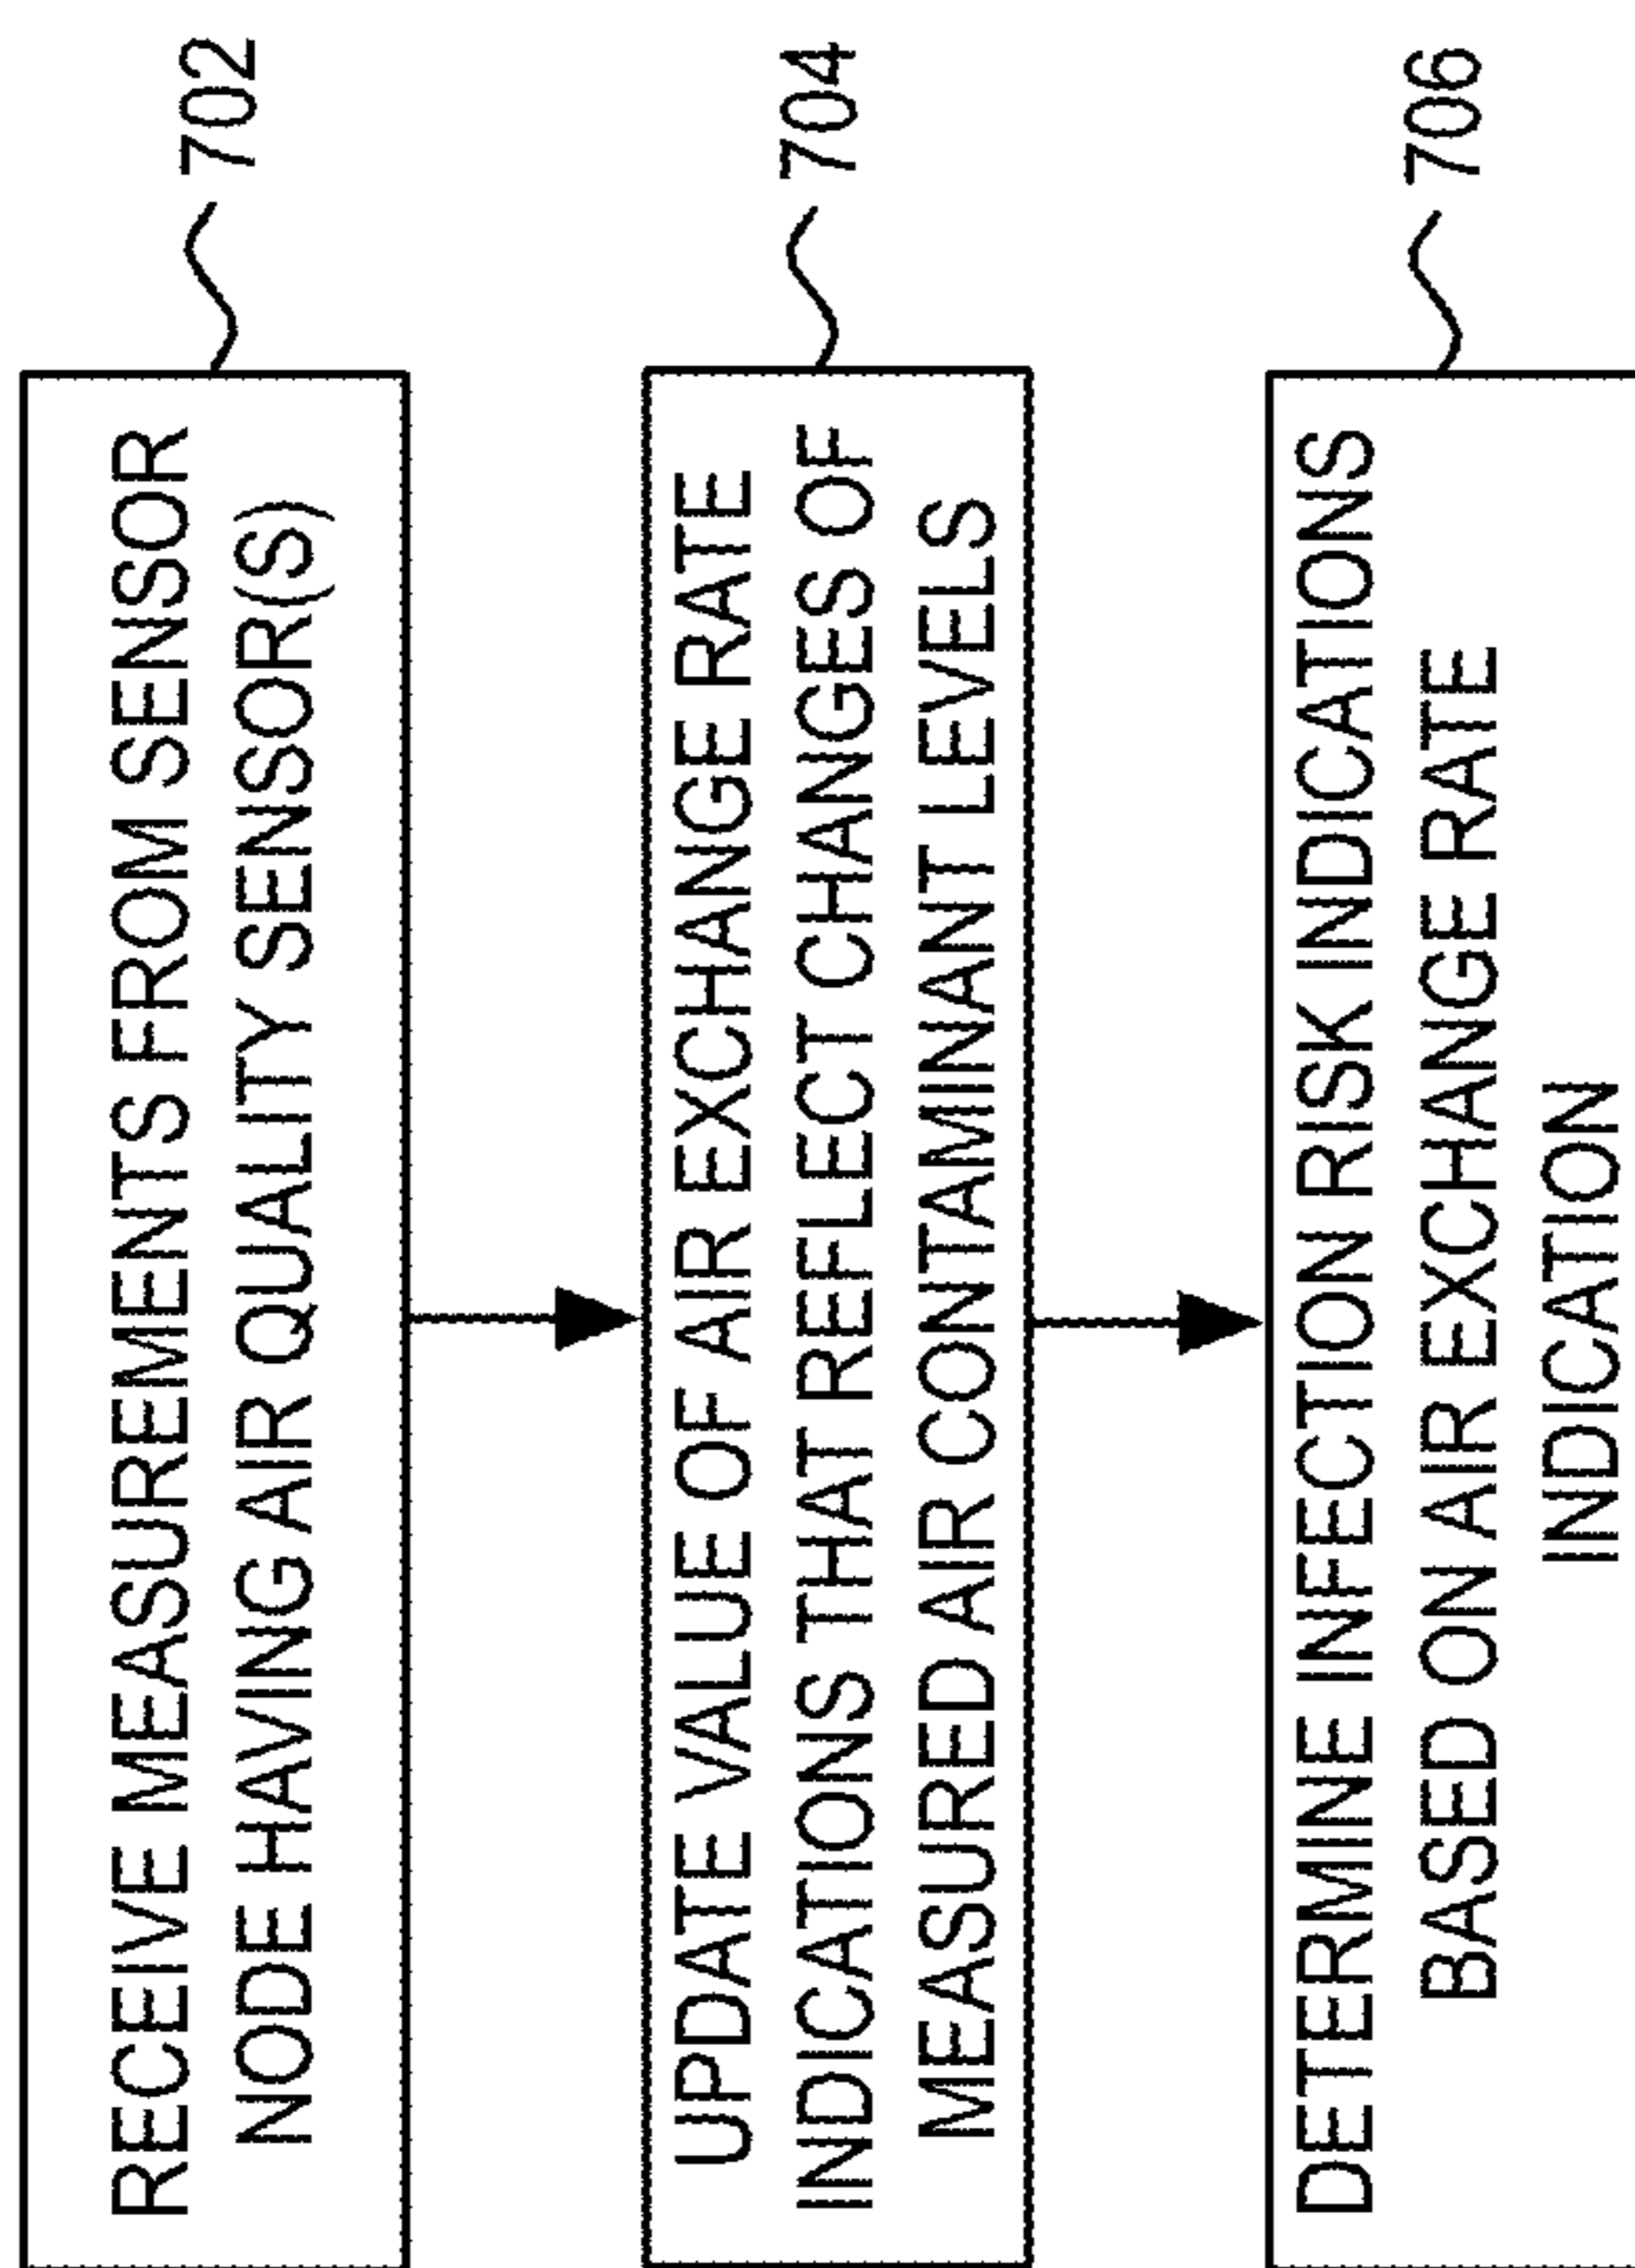 RECEIVE MEASUREMENTS FROM SENSOR
NODE HAVING AIR QUALITY SENSOR(S)
702
UPDATE VALUE OF AIR EXCHANGE RATE
INDICATIONS THAT REFLECT CHANGES OF
MEASURED AIR CONTAMINANT LEVELS
704
DETERMINE INFECTION RISK INDICATIONS
BASED ON AIR EXCHANGE RATE
INDICATION
706